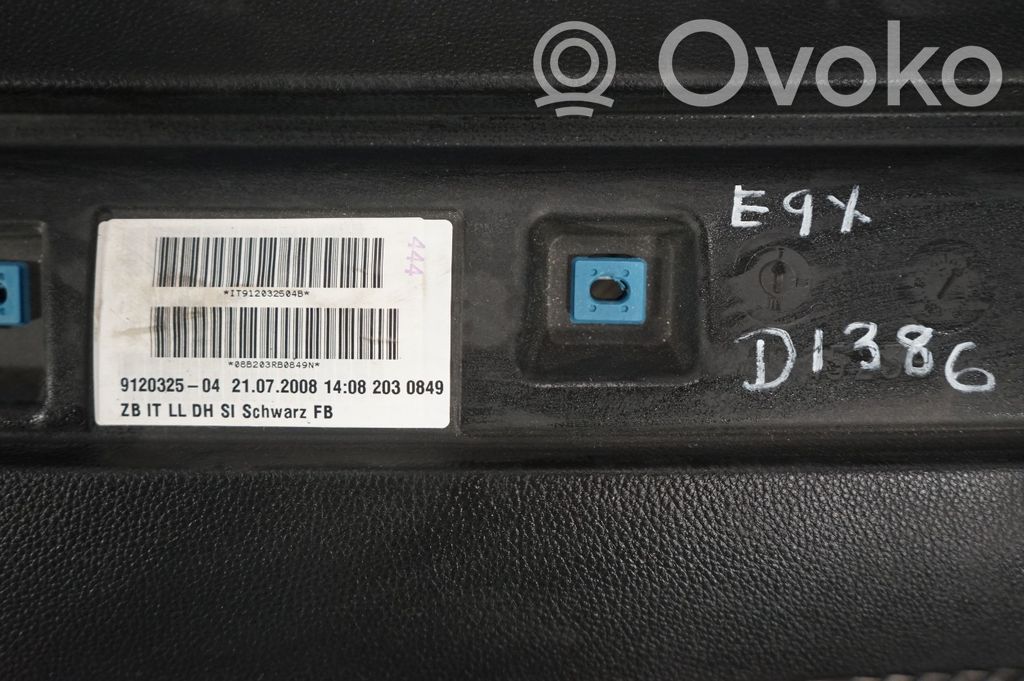 Ovoko
*IT912032504B*
444
*08B203RB0849N*
9120325-04 21.07.2008 14:08 203 0849
ZB IT LL DH SI Schwarz FB
E9X
D1386